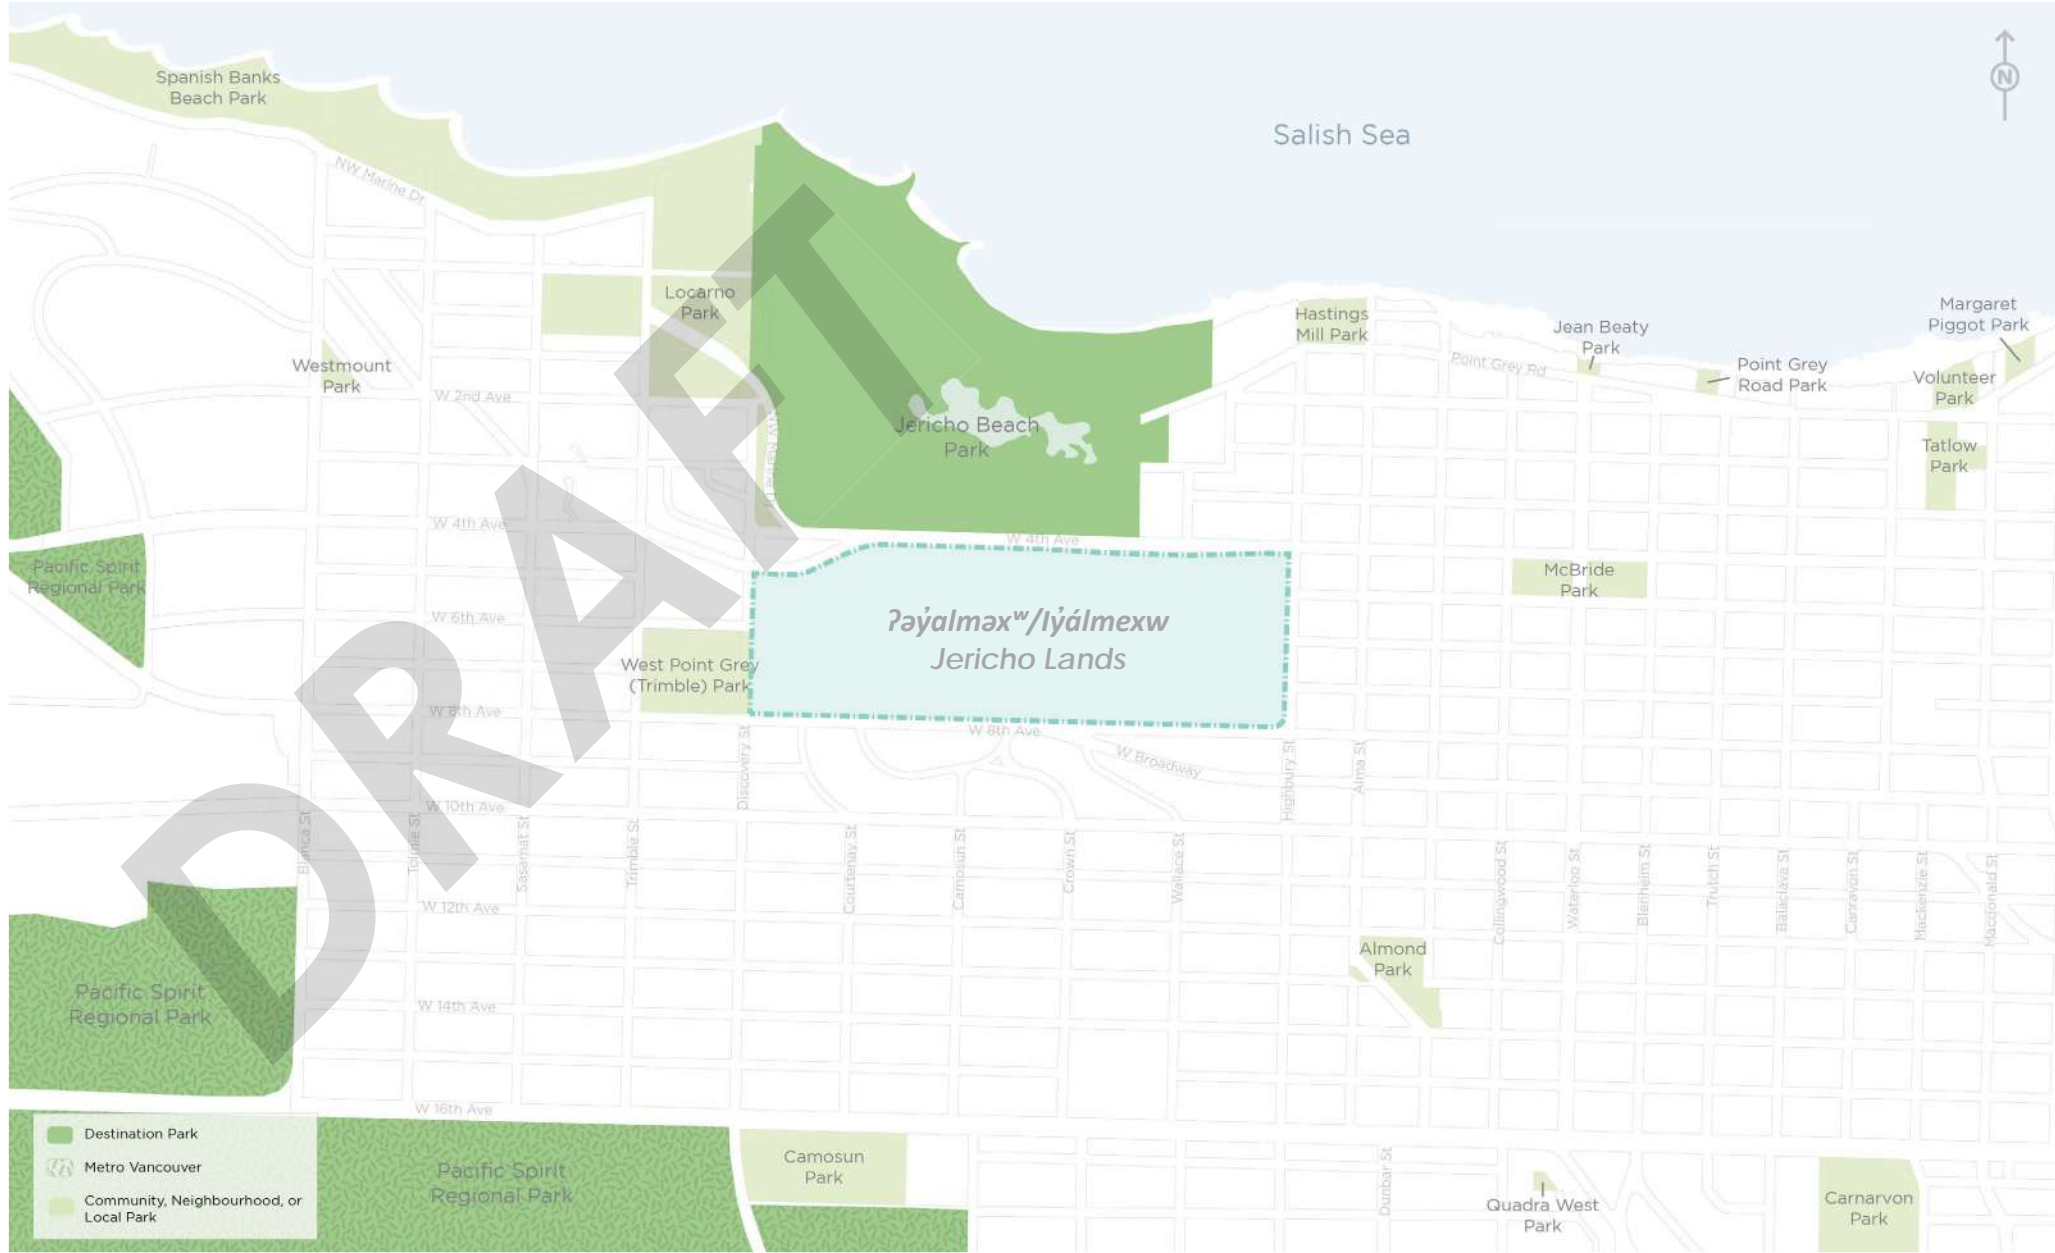 Spanish Banks
Beach Park
N
Salish Sea
NW Marine Dr
Locarno
Park
Hastings
Mill Park
Jean Beaty
Park
Margaret
Piggot Park
Point Grey Rd
Point Grey
Road Park
Volunteer
Park
Westmount
Park
W 2nd Ave
NW Marine Dr
Jericho Beach
Park
Tatlow
Park
W 4th Ave
W 4th Ave
Pacific Spirit
Regional Park
McBride
Park
W 6th Ave
ʔəy̓alməxʷ/Iy̓álmexw
Jericho Lands
West Point Grey
(Trimble) Park
W 8th Ave
W 8th Ave
W Broadway
Discovery St
Highbury St
Alma St
W 10th Ave
Blanca St
Tolmie St
Sasamat St
Trimble St
Courtenay St
Camosun St
Crown St
Wallace St
Collingwood St
Waterloo St
Blenheim St
Trutch St
Balaclava St
Carnarvon St
Mackenzie St
Macdonald St
W 12th Ave
Almond
Park
Pacific Spirit
Regional Park
W 14th Ave
W 16th Ave
Destination Park
Metro Vancouver
Community, Neighbourhood, or
Local Park
Pacific Spirit
Regional Park
Camosun
Park
Dunbar St
Quadra West
Park
Carnarvon
Park
DRAFT